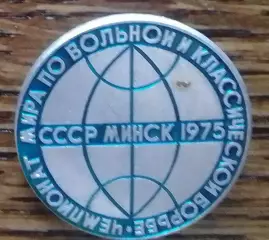 ЧЕМПИОНАТ МИРА ПО ВОЛЬНОЙ И КЛАССИЧЕСКОЙ БОРЬБЕ •
СССР МИНСК 1975